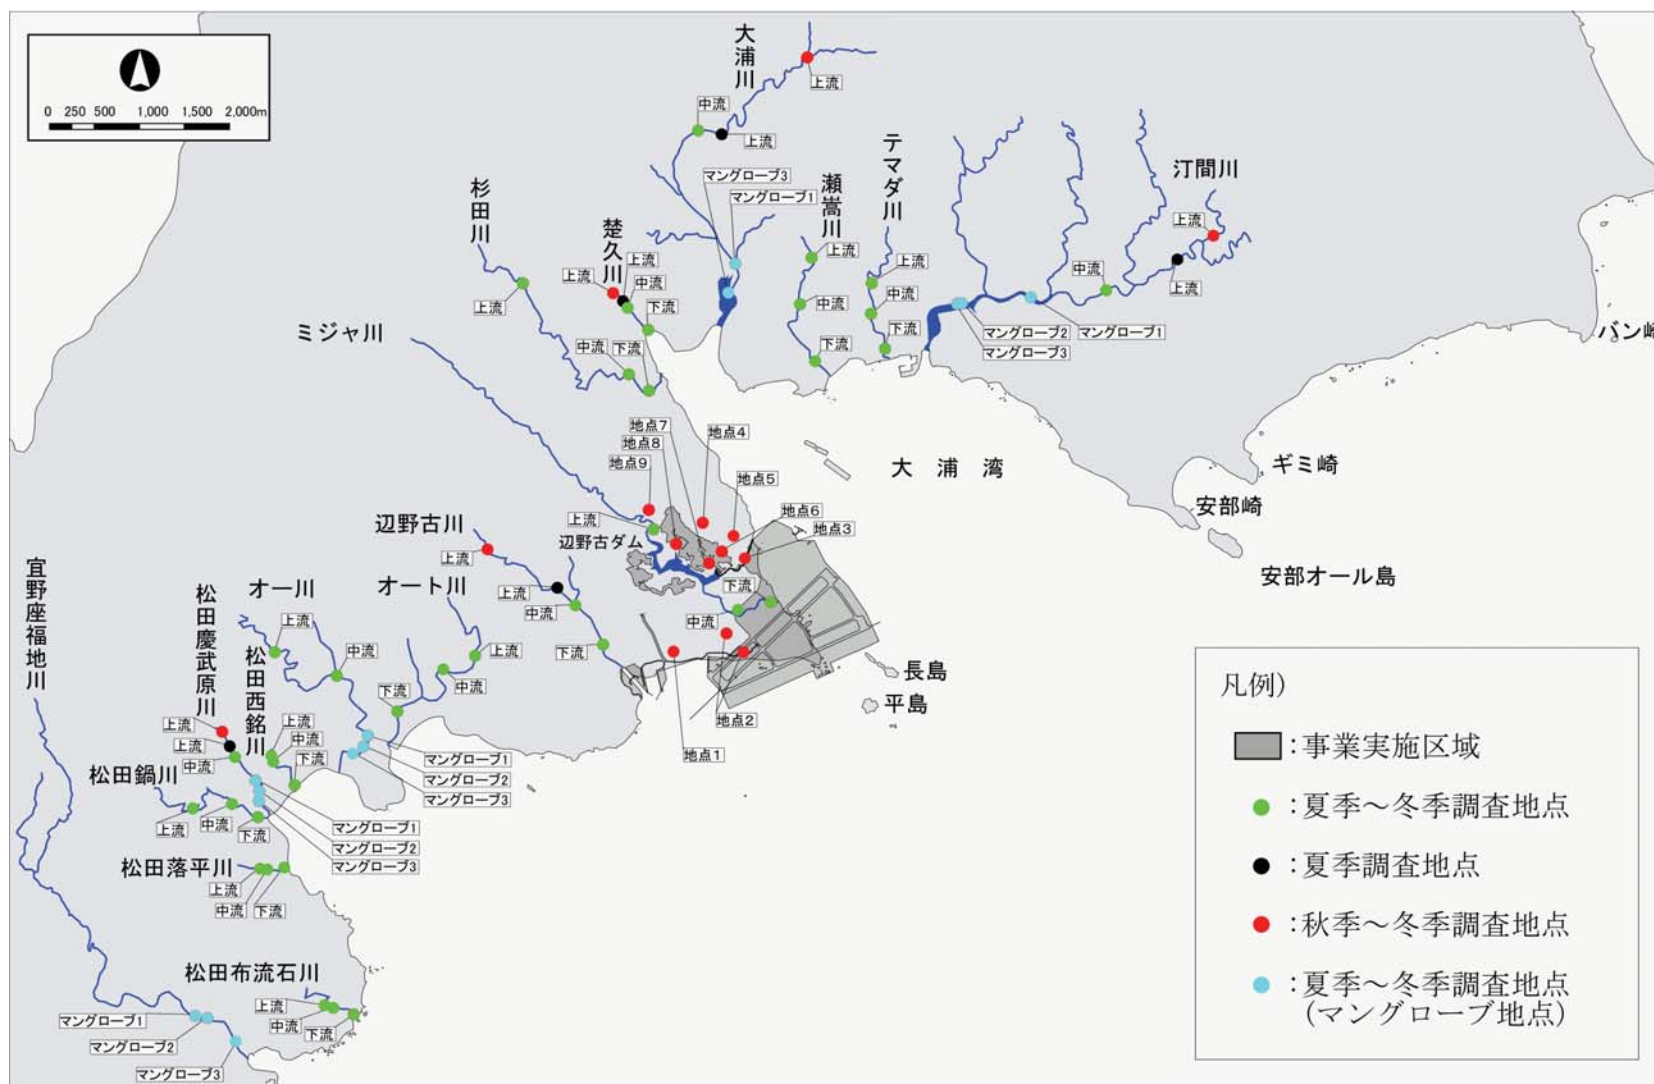 0 250 500 1,000 1,500 2,000m
大浦川
上流
中流
上流
マングローブ3
マングローブ1
杉田川
上流
中流
下流
楚久川
上流
上流
中流
下流
瀬嵩川
上流
中流
下流
テマダ川
上流
中流
下流
汀間川
上流
上流
中流
マングローブ1
マングローブ2
マングローブ3
バン崎
ミジャ川
上流
辺野古ダム
中流
下流
地点7
地点8
地点9
地点4
地点5
地点6
地点3
地点2
地点1
大浦湾
ギミ崎
安部崎
安部オール島
長島
平島
辺野古川
上流
上流
中流
下流
オート川
上流
中流
下流
オー川
上流
中流
マングローブ1
マングローブ2
マングローブ3
宜野座福地川
マングローブ1
マングローブ2
マングローブ3
松田慶武原川
上流
上流
中流
マングローブ1
マングローブ2
マングローブ3
松田西銘川
上流
中流
下流
松田鍋川
上流
中流
下流
松田落平川
上流
中流
下流
松田布流石川
上流
中流
下流
凡例)
:事業実施区域
:夏季～冬季調査地点
:夏季調査地点
:秋季～冬季調査地点
:夏季～冬季調査地点
(マングローブ地点)